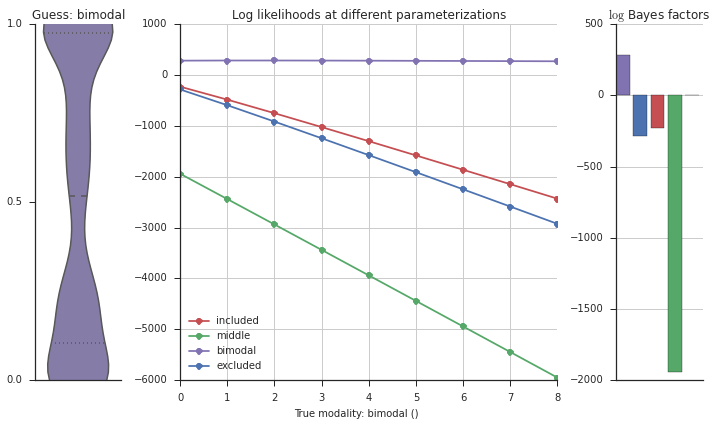 Guess: bimodal
1.0
0.5
0.0
Log likelihoods at different parameterizations
1000
0
−1000
−2000
−3000
−4000
−5000
−6000
included
middle
bimodal
excluded
0 1 2 3 4 5 6 7 8
True modality: bimodal ()
log Bayes factors
500
0
−500
−1000
−1500
−2000